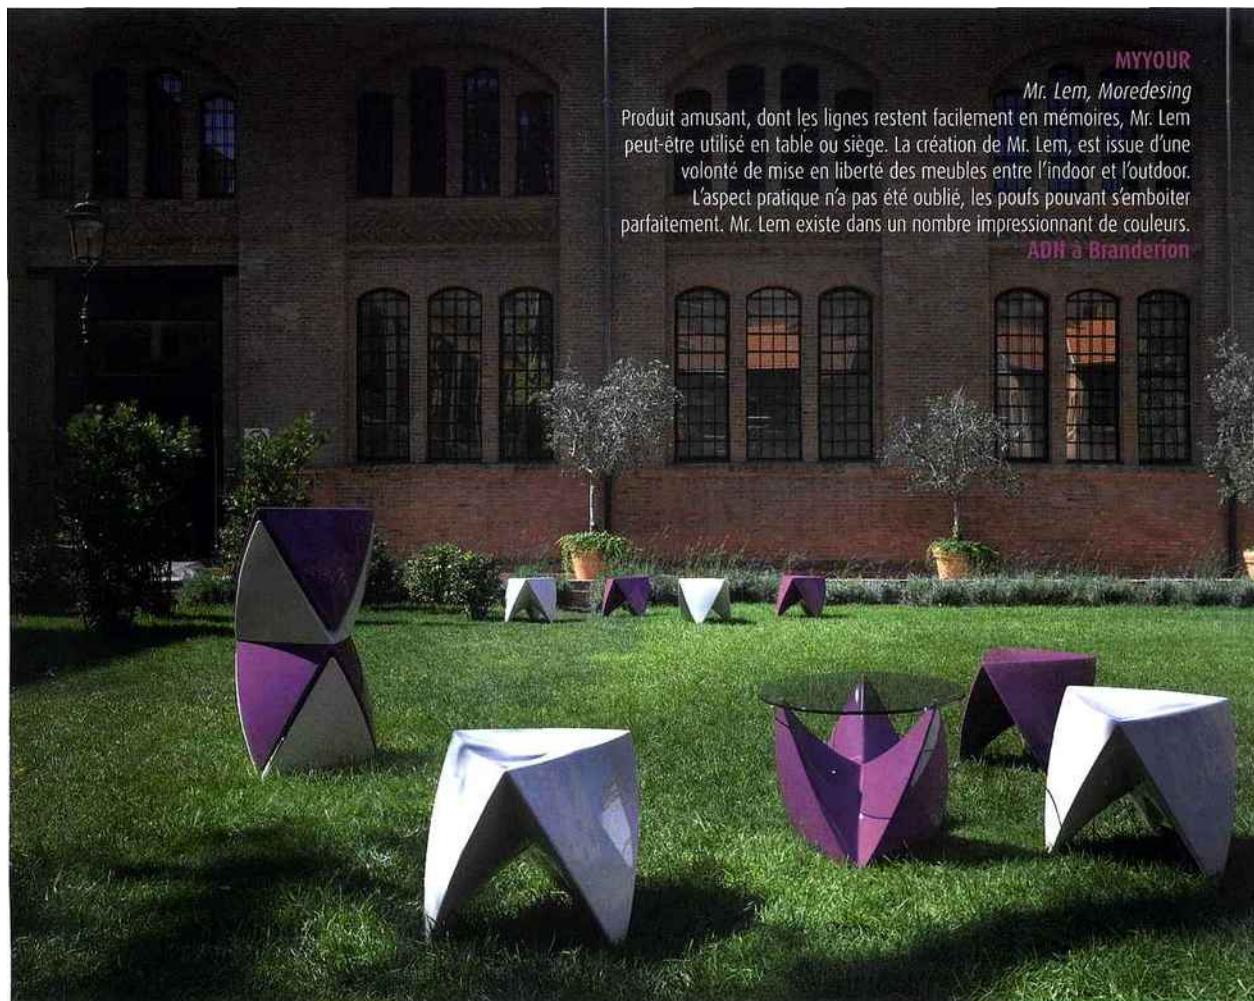 MYYOUR
Mr. Lem, Moredesing
Produit amusant, dont les lignes restent facilement en mémoires, Mr. Lem
peut-être utilisé en table ou siège. La création de Mr. Lem, est issue d'une
volonté de mise en liberté des meubles entre l'indoor et l'outdoor.
L'aspect pratique n'a pas été oublié, les poufs pouvant s'emboiter
parfaitement. Mr. Lem existe dans un nombre impressionnant de couleurs.
ADN à Branderion